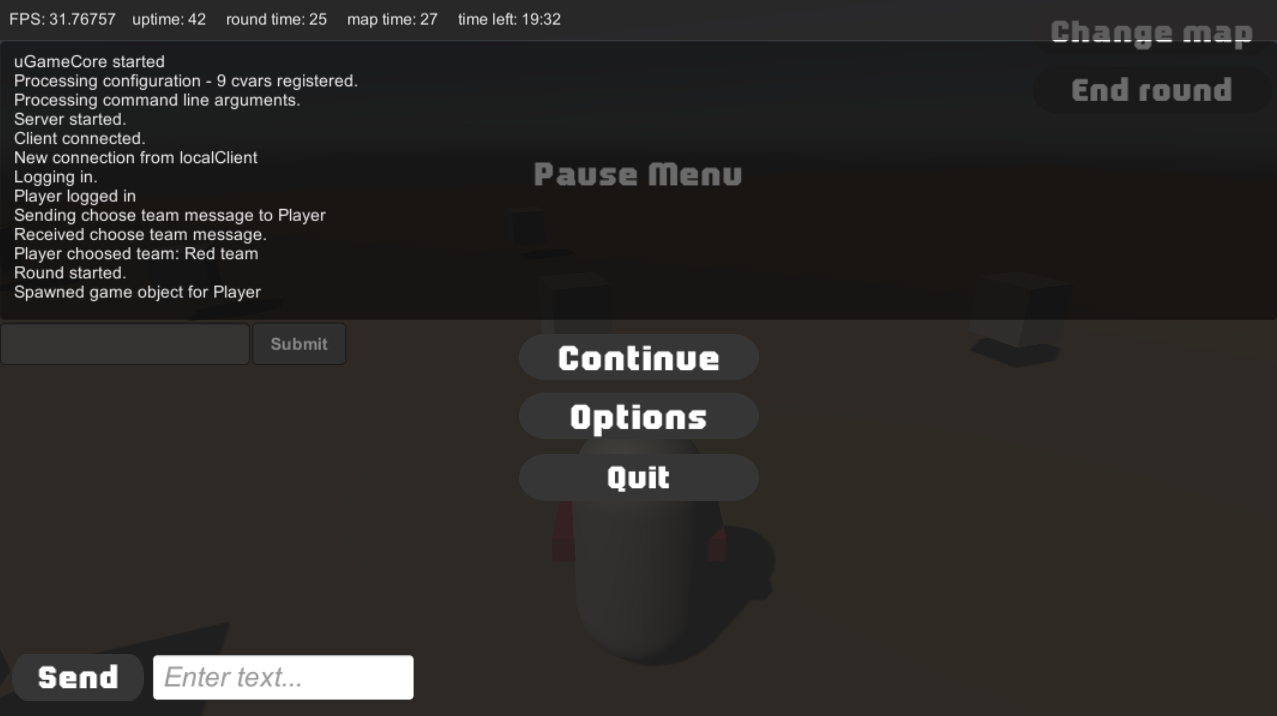 FPS: 31.76757 uptime: 42 round time: 25 map time: 27 time left: 19:32
Change map
End round
uGameCore started
Processing configuration - 9 cvars registered.
Processing command line arguments.
Server started.
Client connected.
New connection from localClient
Logging in.
Player logged in
Sending choose team message to Player
Received choose team message.
Player choosed team: Red team
Round started.
Spawned game object for Player
Pause Menu
Submit
Continue
Options
Quit
Send
Enter text...